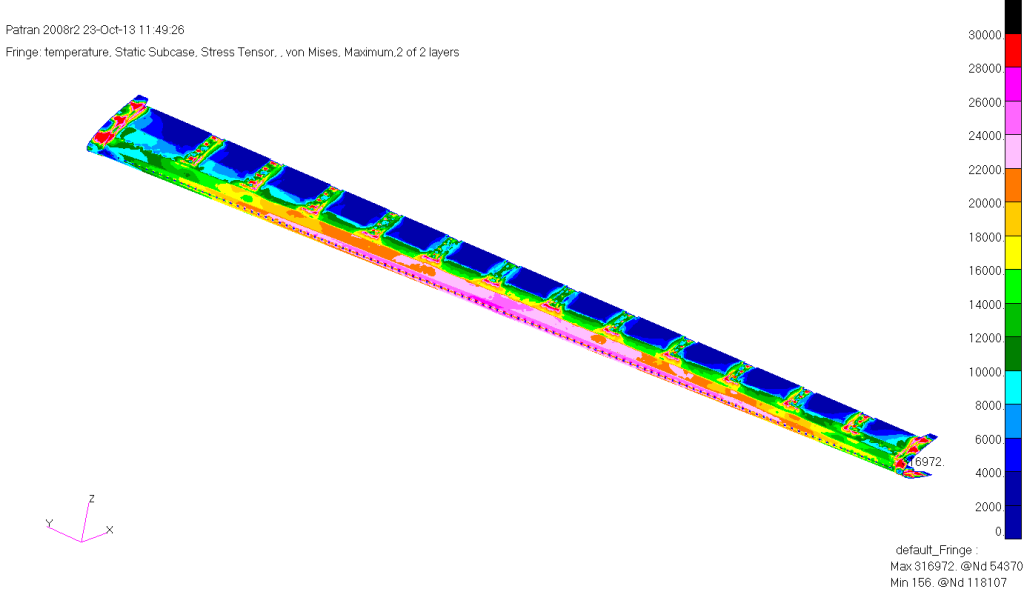 Patran 2008r2 23-Oct-13 11:49:26
Fringe: temperature, Static Subcase, Stress Tensor, , von Mises, Maximum,2 of 2 layers
30000.
28000.
26000.
24000.
22000.
20000.
18000.
16000.
14000.
12000.
10000.
8000.
6000.
4000.
2000.
0.
16972.
Z
Y
X
default_Fringe :
Max 316972. @Nd 54370
Min 156. @Nd 118107